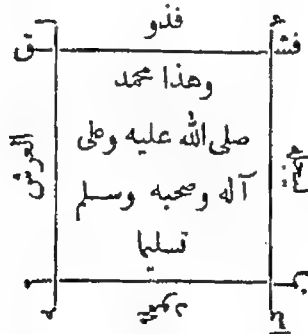 فذو
وهذا محمد
صلى الله عليه وعلى
آله وصحبه وسلم
تسليما
العرش